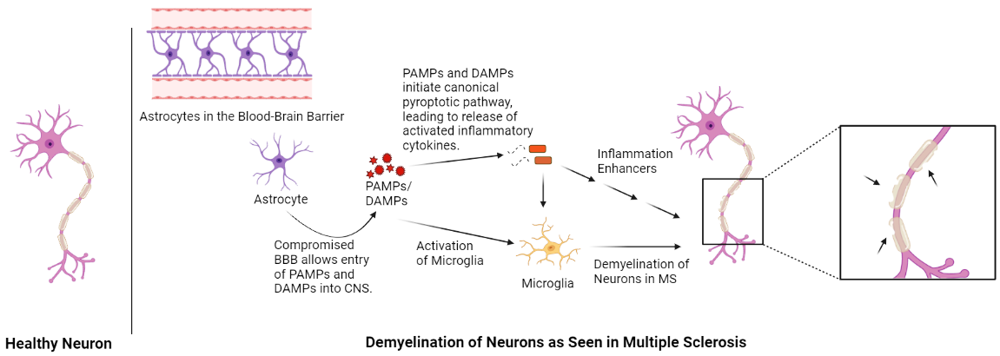 Astrocytes in the Blood-Brain Barrier
Astrocyte
Compromised
BBB allows entry
of PAMPs and
DAMPs into CNS.
PAMPs/
DAMPs
PAMPs and DAMPs
initiate canonical
pyroptotic pathway,
leading to release of
activated inflammatory
cytokines.
Activation
of Microglia
Microglia
Inflammation
Enhancers
Demyelination of
Neurons in MS
Healthy Neuron
Demyelination of Neurons as Seen in Multiple Sclerosis